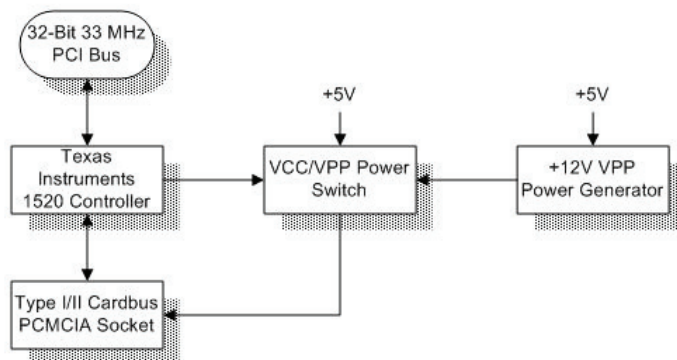 32-Bit 33 MHz
PCI Bus
+5V
+5V
Texas
Instruments
1520 Controller
VCC/VPP Power
Switch
+12V VPP
Power Generator
Type I/II Cardbus
PCMCIA Socket